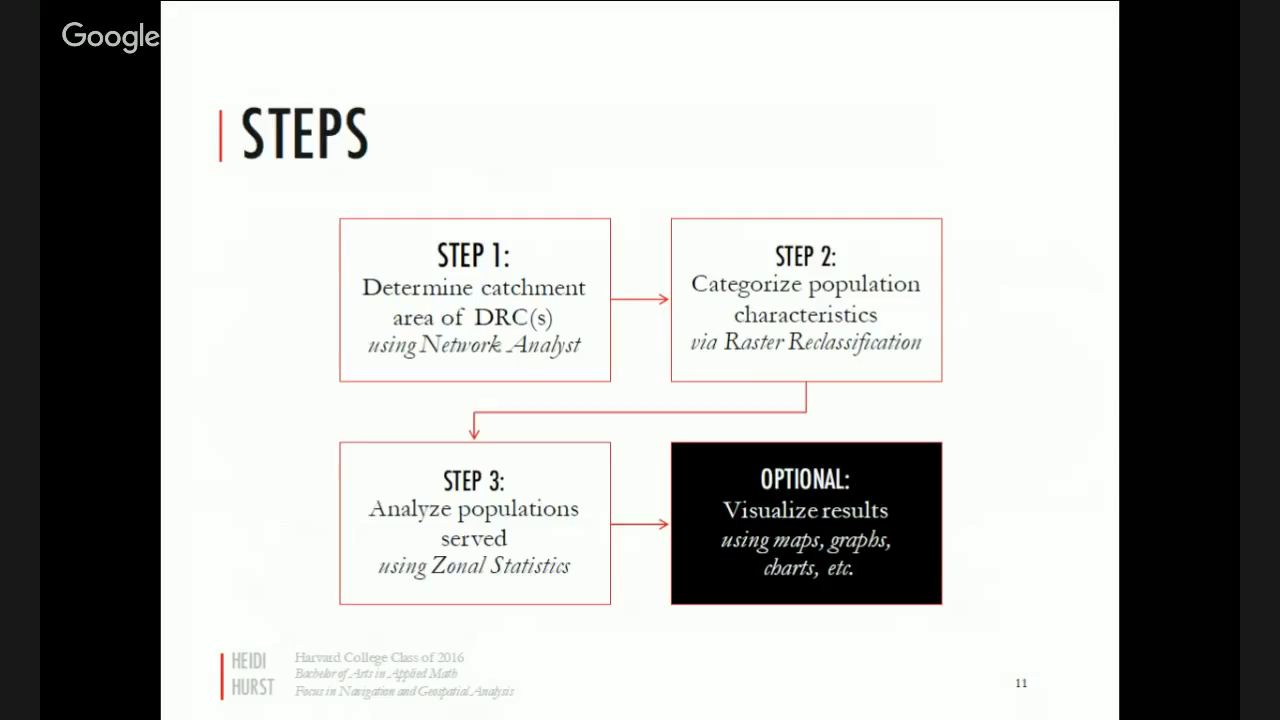 Google
STEPS
STEP 1:
Determine catchment
area of DRC(s)
using Network Analyst
STEP 2:
Categorize population
characteristics
via Raster Reclassification
STEP 3:
Analyze populations
served
using Zonal Statistics
OPTIONAL:
Visualize results
using maps, graphs,
charts, etc.
HEIDI
HURST
Harvard College Class of 2016
Bachelor of Arts in Applied Math
Focus in Navigation and Geospatial Analysis
11